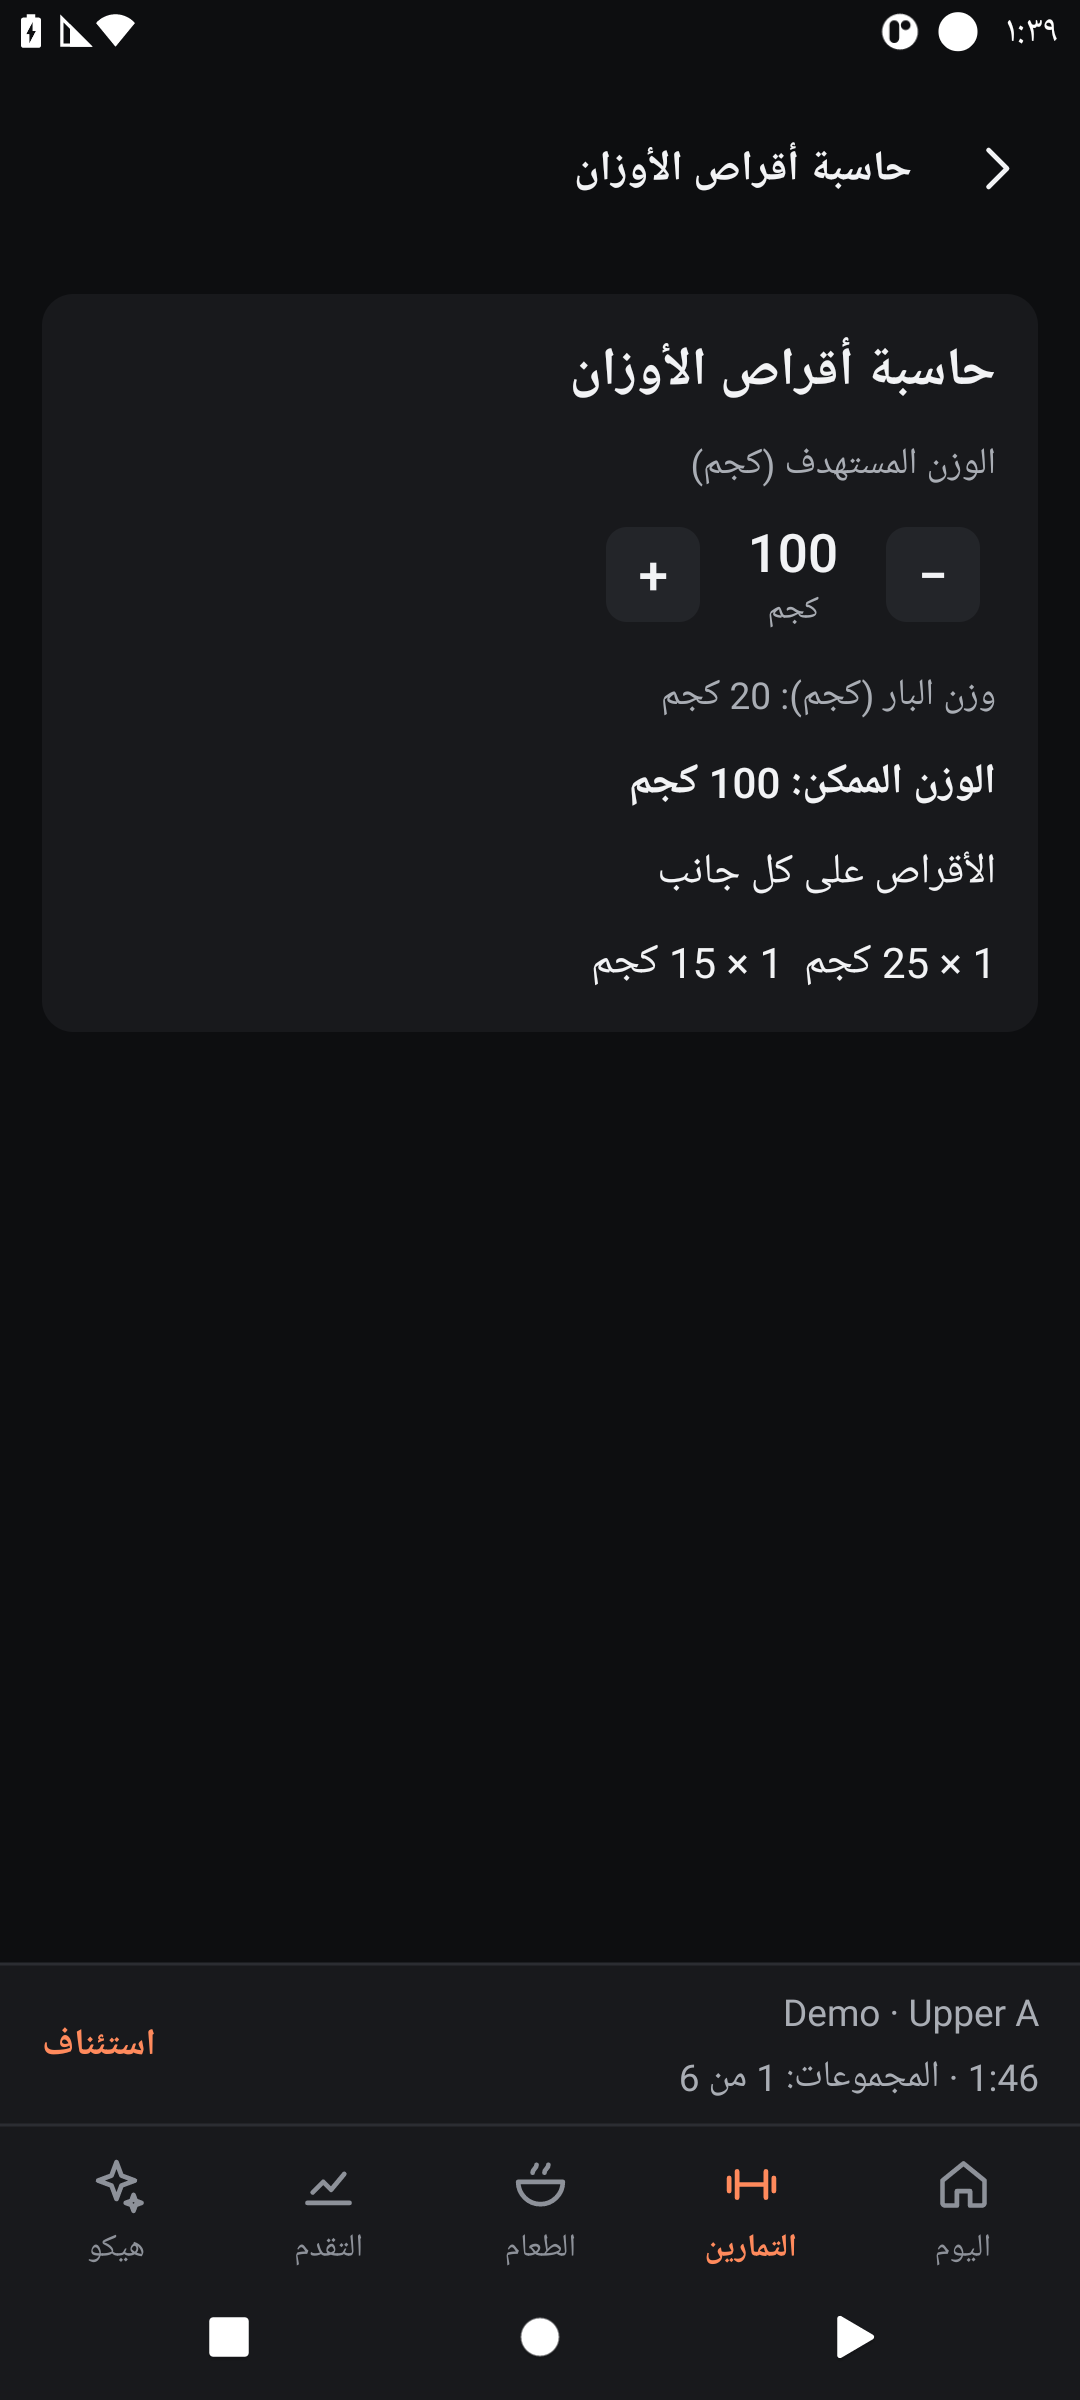 ١:٣٩
حاسبة أقراص الأوزان
حاسبة أقراص الأوزان
الوزن المستهدف (كجم)
− 100 +
كجم
وزن البار (كجم): 20 كجم
الوزن الممكن: 100 كجم
الأقراص على كل جانب
1 × 25 كجم  1 × 15 كجم
Demo · Upper A
1:46 · المجموعات: 1 من 6
استئناف
اليوم
التمارين
الطعام
التقدم
هيكو